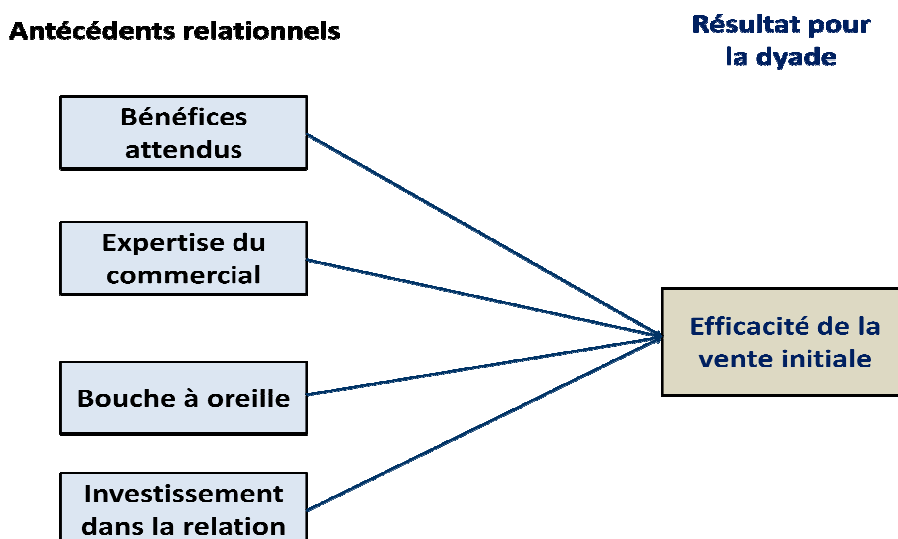 Antécédents relationnels
Résultat pour
la dyade
Bénéfices
attendus
Expertise du
commercial
Bouche à oreille
Investissement
dans la relation
Efficacité de la
vente initiale